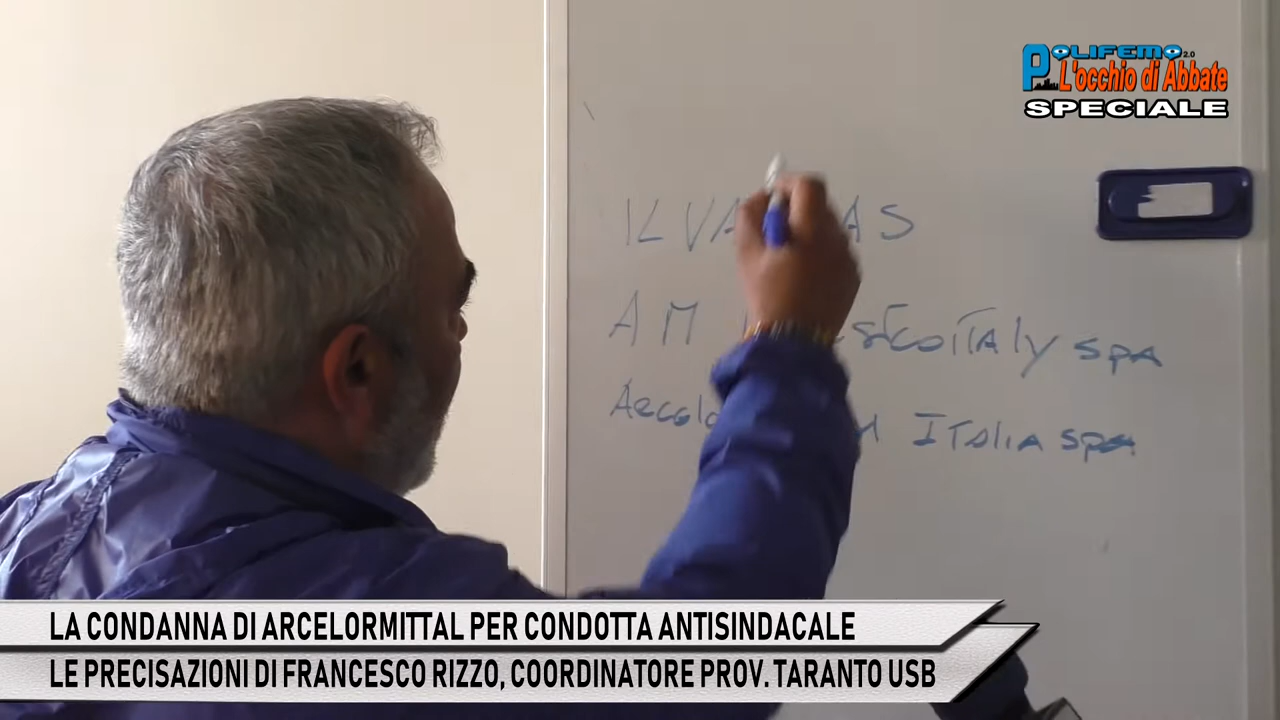 POLIFEMO 2.0
L'occhio di Abbate
SPECIALE
AS
AM
Italy spa
Italia spa
LA CONDANNA DI ARCELORMITTAL PER CONDOTTA ANTISINDACALE
LE PRECISAZIONI DI FRANCESCO RIZZO, COORDINATORE PROV. TARANTO USB